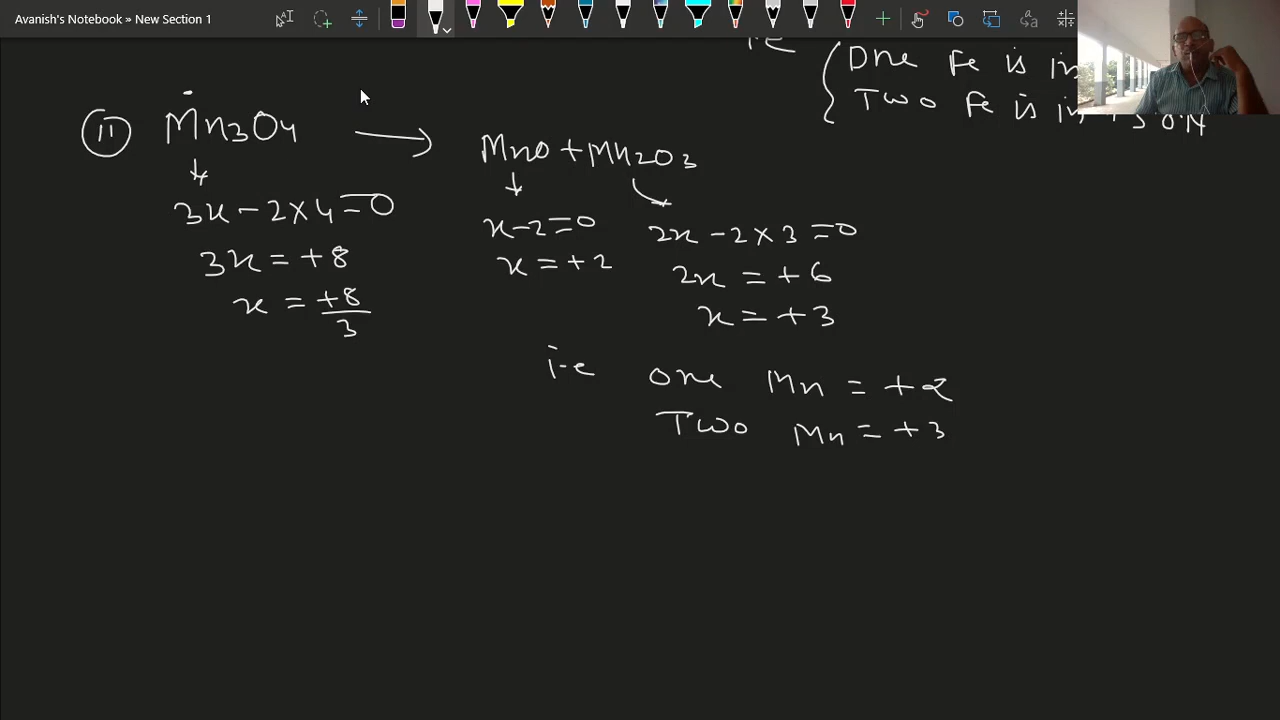 Avanish's Notebook » New Section 1
i.e
One Fe is in
Two Fe is in +3 ON
(11) Mn3O4 → MnO + Mn2O3
3x - 2 × 4 = 0
3x = +8
x = +8/3
x - 2 = 0
x = +2
2x - 2 × 3 = 0
2x = +6
x = +3
i-e one Mn = +2
Two Mn = +3